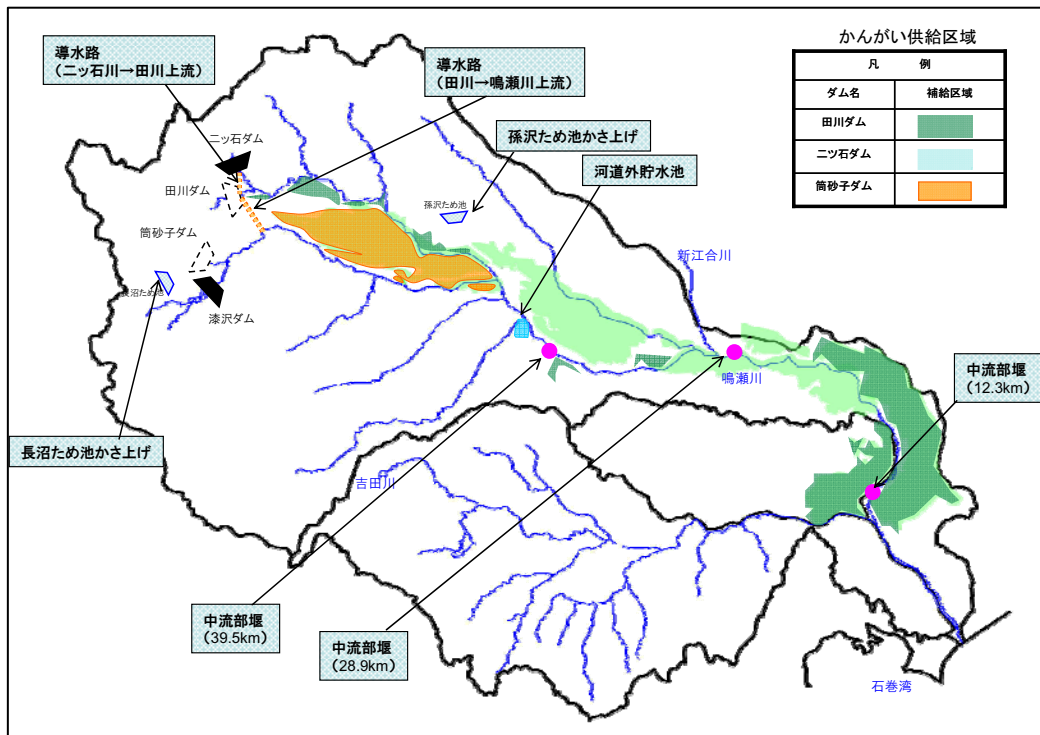 導水路
(二ッ石川→田川上流)
導水路
(田川→鳴瀬川上流)
孫沢ため池かさ上げ
河道外貯水池
かんがい供給区域
凡 例
ダム名 補給区域
田川ダム
二ツ石ダム
筒砂子ダム
二ッ石ダム
田川ダム
孫沢ため池
筒砂子ダム
長沼ため池
漆沢ダム
新江合川
鳴瀬川
中流部堰
(12.3km)
長沼ため池かさ上げ
吉田川
中流部堰
(39.5km)
中流部堰
(28.9km)
石巻湾